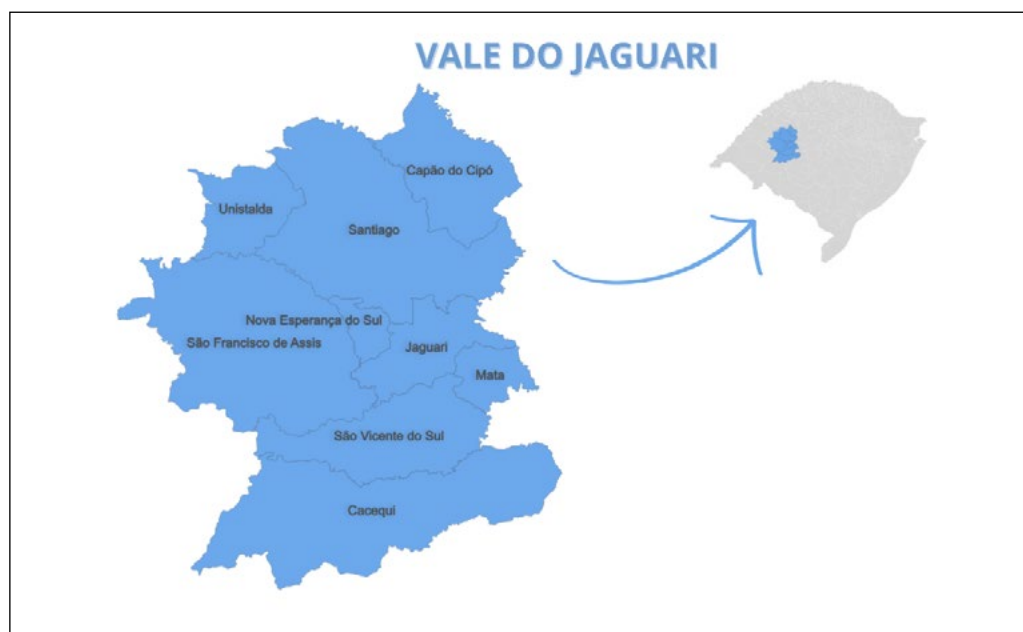 VALE DO JAGUARI
Capão do Cipó
Unistalda
Santiago
Nova Esperança do Sul
São Francisco de Assis
Jaguari
Mata
São Vicente do Sul
Cacequi